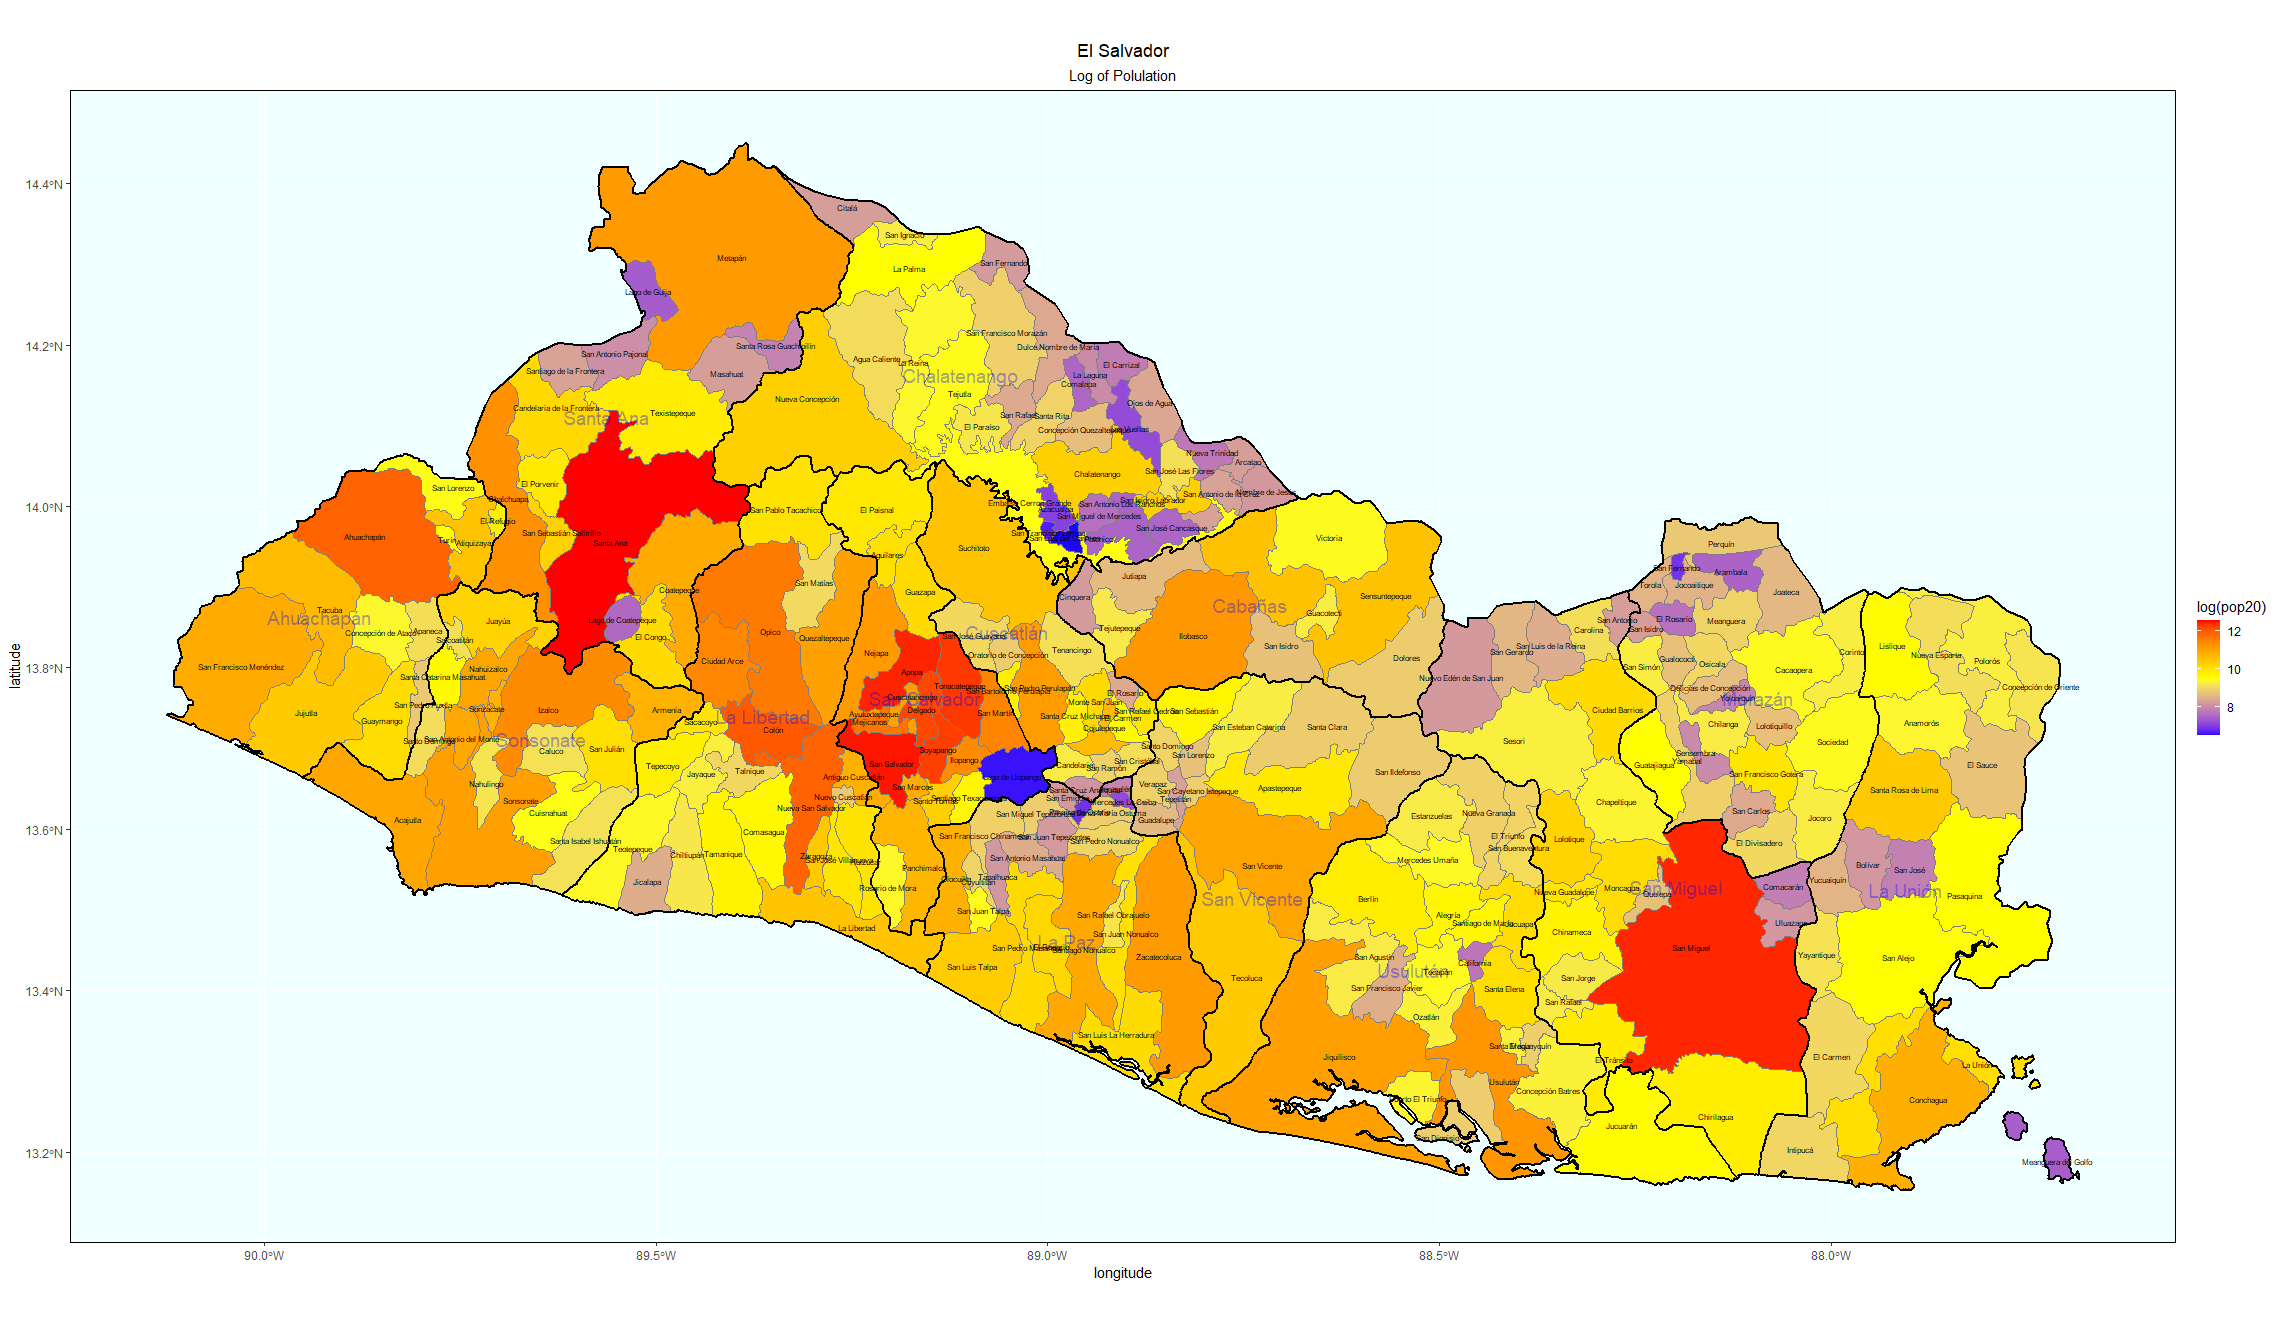 El Salvador
Log of Polulation
14.4°N
14.2°N
14.0°N
13.8°N
13.6°N
13.4°N
13.2°N
latitude
90.0°W
89.5°W
89.0°W
88.5°W
88.0°W
longitude
log(pop20)
12
10
8
Citalá
San Ignacio
Metapán
La Palma
San Fernando
Lago de Guija
San Francisco Morazán
Dulce Nombre de María
San Antonio Pajonal
Santa Rosa Guachipilín
Agua Caliente
La Reina
Chalatenango
El Carrizal
La Laguna
Comalapa
Santiago de la Frontera
Masahuat
Tejutla
Nueva Concepción
Ojos de Agua
Candelaria de la Frontera
Santa Ana
Texistepeque
San Rafael
Santa Rita
El Paraíso
Concepción Quezaltepeque
Las Vueltas
Nueva Trinidad
Arcatao
San José Las Flores
Chalatenango
El Porvenir
San Lorenzo
Chalchuapa
Nombre de Jesús
San Antonio de la Cruz
San Isidro Labrador
San Antonio Los Ranchos
Embalse Cerron Grande
Azacualpa
San Miguel de Mercedes
San José Cancasque
Potonico
San Pablo Tacachico
El Paisnal
El Refugio
San Sebastián Salitrillo
Santa Ana
Ahuachapán
Turín
Atiquizaya
Suchitoto
Aguilares
Victoria
Perquín
San Fernando
Arambala
Torola
Jocoaitique
Joateca
Coatepeque
San Matías
Guazapa
Cinquera
Jutiapa
Sensuntepeque
Cabañas
Guacotecti
Tacuba
Ahuachapán
Juayúa
Lago de Coatepeque
El Congo
Opico
Quezaltepeque
San José Guayabal
Cuscatlán
Tejutepeque
Ilobasco
San Antonio
San Isidro
El Rosario
Meanguera
Carolina
Concepción de Ataco
Apaneca
Salcoatitán
Oratorio de Concepción
Tenancingo
San Isidro
Dolores
San Gerardo
San Luis de la Reina
San Simón
Gualococti
Osicala
Cacaopera
Corinto
Lislique
Nueva Esparta
Polorós
Concepción de Oriente
San Francisco Menéndez
Nahuizalco
Santa Catarina Masahuat
Ciudad Arce
Nejapa
Apopa
Tonacatepeque
San Bartolomé Perulapía
San Pedro Perulapán
El Rosario
Monte San Juan
Nuevo Edén de San Juan
Delicias de Concepción
Yoloaiquín
Morazán
Jujutla
Guaymango
San Pedro Puxtla
Sonzacate
Izalco
Armenia
Sacacoyo
La Libertad
Colón
San Salvador
Cuscatancingo
Delgado
Ayutuxtepeque
Mejicanos
San Martín
Santa Cruz Michapa
El Carmen
Cojutepeque
San Rafael Cedros
San Sebastián
San Esteban Catarina
Santa Clara
Ciudad Barrios
Chilanga
Lolotiquillo
Anamorós
Santo Domingo
San Antonio del Monte
Sonsonate
Caluco
San Julián
Soyapango
Ilopango
San Salvador
Sesori
Sociedad
Sensembra
Yamabal
Guatajiagua
San Francisco Gotera
El Sauce
Nahulingo
Tepecoyo
Jayaque
Talnique
Antiguo Cuscatlán
Nuevo Cuscatlán
San Marcos
Lago de Llopango
Candelaria
San Ramón
San Cristóbal
Santo Domingo
San Lorenzo
Verapaz
San Ildefonso
Sonsonate
Acajutla
Nueva San Salvador
Santo Tomás
Santiago Texacuangos
Santa Cruz Analquito
San Emigdio
Mercedes La Ceiba
Tepetitán
San Cayetano Istepeque
Apastepeque
Guadalupe
Santa Rosa de Lima
Chapeltique
Cuisnahuat
Santa Isabel Ishuatán
Teotepeque
Chiltiupán
Tamanique
Comasagua
Zaragoza
San José Villanueva
Huizúcar
Panchimalco
Rosario de Mora
San Miguel Tepezontes
San Juan Tepezontes
San Francisco Chinameca
San Pedro Nonualco
San Antonio Masahuat
Estanzuelas
Nueva Granada
El Triunfo
San Buenaventura
Lolotique
San Carlos
El Divisadero
Jocoro
Jicalapa
Olocuilta
Cuyultitán
Tapalhuaca
San Vicente
Mercedes Umaña
Moncagua
Quelepa
San Miguel
Comacarán
Yucuaiquín
Bolívar
San José
La Unión
Pasaquina
San Juan Talpa
San Rafael Obrajuelo
San Vicente
Berlín
Alegría
Nueva Guadalupe
La Libertad
San Juan Nonualco
La Paz
Santiago Nonualco
Santiago de María
Jucuapa
Chinameca
Uluazapa
San Luis Talpa
Zacatecoluca
Tecoluca
San Agustín
Usulután
Tecapán
California
San Francisco Javier
Santa Elena
San Jorge
San Rafael
San Miguel
Yayantique
San Alejo
Ozatlán
San Luis La Herradura
Jiquilisco
Ereguayquín
El Tránsito
El Carmen
La Unión
Usulután
Concepción Batres
Puerto El Triunfo
San Dionisio
Jucuarán
Chirilagua
Intipucá
Conchagua
Meanguera del Golfo